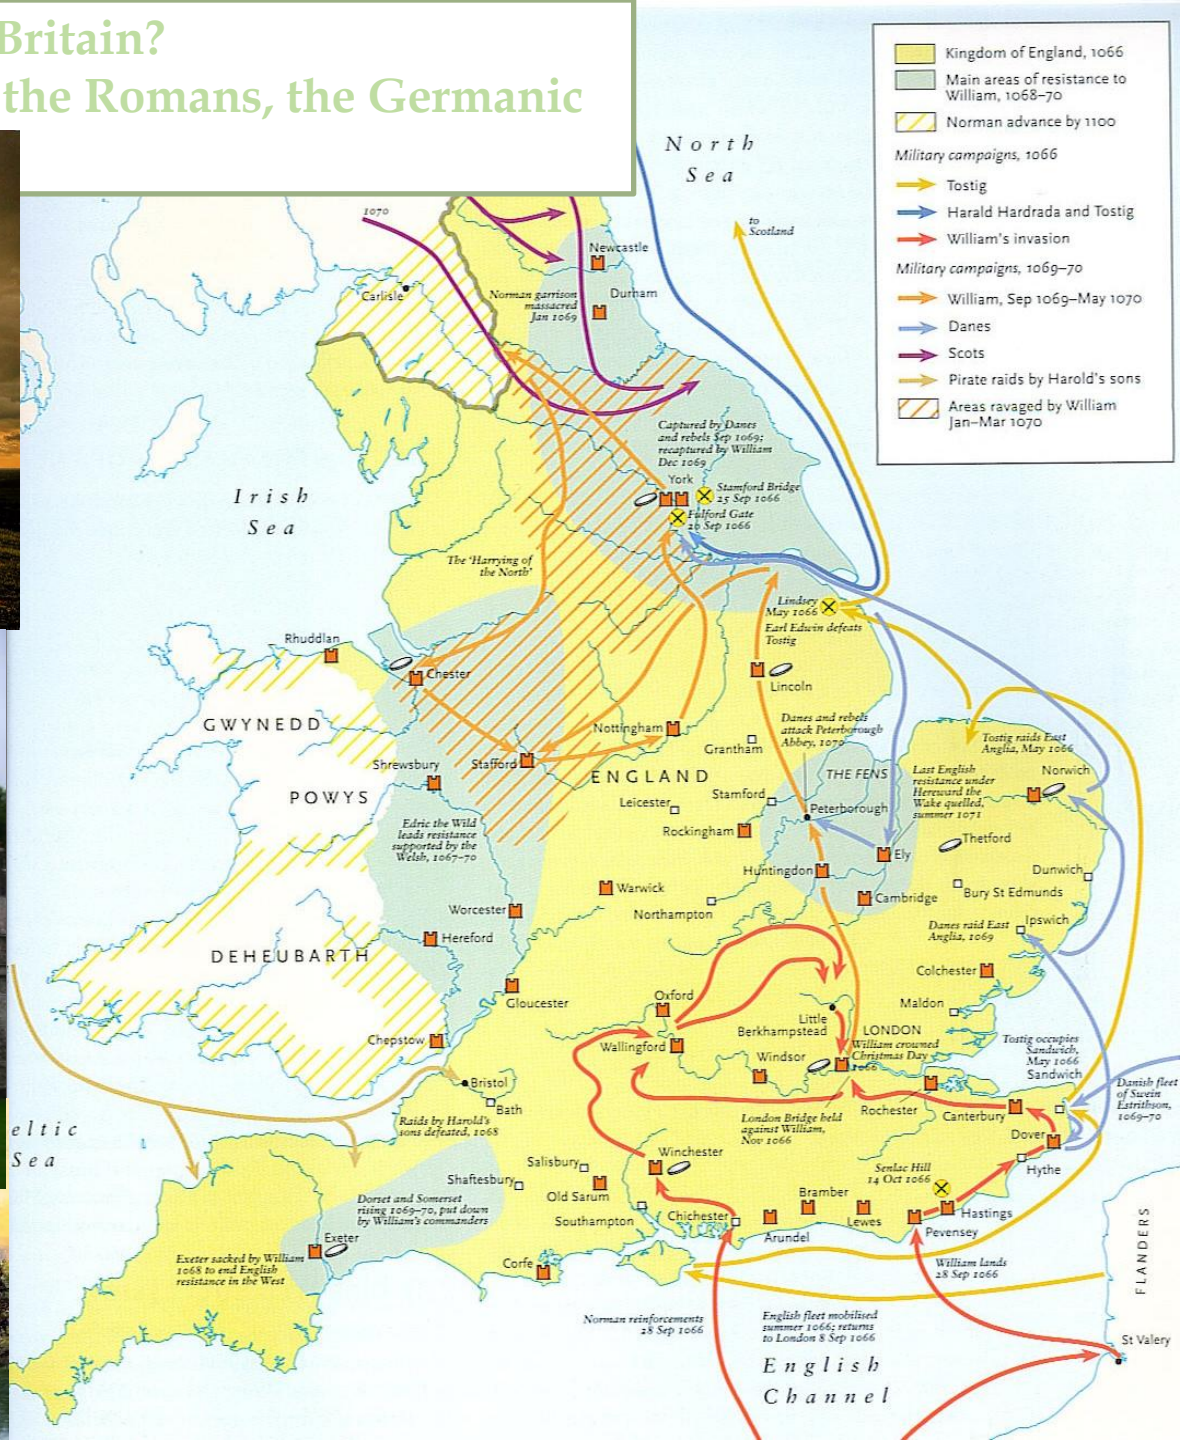 Britain?
the Romans, the Germanic
Kingdom of England, 1066
Main areas of resistance to
William, 1068–70
Norman advance by 1100
Military campaigns, 1066
Tostig
Harald Hardrada and Tostig
William's invasion
Military campaigns, 1069–70
William, Sep 1069–May 1070
Danes
Scots
Pirate raids by Harold's sons
Areas ravaged by William
Jan–Mar 1070
North
Sea
to
Scotland
1070
Newcastle
Carlisle
Norman garrison
massacred
Jan 1069
Durham
Captured by Danes
and rebels Sep 1069;
recaptured by William
Dec 1069
York
Stamford Bridge
25 Sep 1066
Fulford Gate
20 Sep 1066
Irish
Sea
The 'Harrying of
the North'
Lindsey
May 1066
Earl Edwin defeats
Tostig
Rhuddlan
Chester
Lincoln
GWYNEDD
Nottingham
Grantham
Danes and rebels
attack Peterborough
Abbey, 1070
Tostig raids East
Anglia, May 1066
Shrewsbury
Stafford
ENGLAND
THE FENS
Last English
resistance under
Hereward the
Wake quelled,
summer 1071
Norwich
POWYS
Leicester
Stamford
Peterborough
Edric the Wild
leads resistance
supported by the
Welsh, 1067–70
Rockingham
Thetford
Ely
Huntingdon
Dunwich
Warwick
Cambridge
Bury St Edmunds
Northampton
Worcester
Hereford
Danes raid East
Anglia, 1069
Ipswich
DEHEUBARTH
Colchester
Gloucester
Oxford
Maldon
Little
Berkhampstead
LONDON
William crowned
Christmas Day
1066
Chepstow
Wallingford
Windsor
Tostig occupies
Sandwich,
May 1066
Sandwich
Bristol
Bath
Danish fleet
of Swein
Estrithson,
1069–70
Raids by Harold's
sons defeated, 1068
London Bridge held
against William,
Nov 1066
Rochester
Canterbury
Dover
Hythe
eltic
Sea
Salisbury
Winchester
Shaftesbury
Old Sarum
Senlac Hill
14 Oct 1066
Dorset and Somerset
rising 1069–70, put down
by William's commanders
Southampton
Chichester
Bramber
Arundel
Lewes
Hastings
Pevensey
Exeter
Exeter sacked by William
1068 to end English
resistance in the West
Corfe
William lands
28 Sep 1066
FLANDERS
Norman reinforcements
28 Sep 1066
English fleet mobilised
summer 1066; returns
to London 8 Sep 1066
St Valery
English
Channel